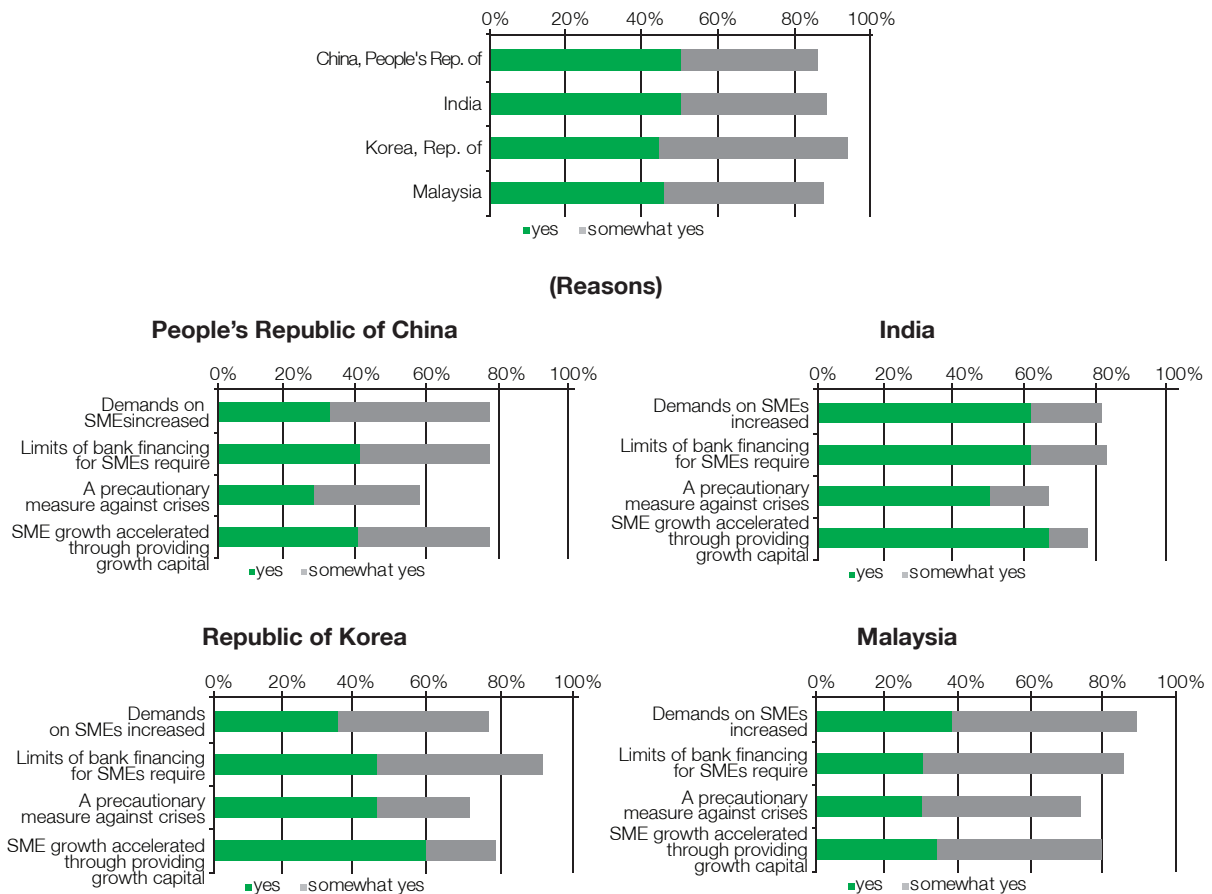 0% 20% 40% 60% 80% 100%
China, People's Rep. of
India
Korea, Rep. of
Malaysia
yes somewhat yes
(Reasons)
People’s Republic of China
0% 20% 40% 60% 80% 100%
Demands on
SMEsincreased
Limits of bank financing
for SMEs require
A precautionary
measure against crises
SME growth accelerated
through providing
growth capital
yes somewhat yes
India
0% 20% 40% 60% 80% 100%
Demands on SMEs
increased
Limits of bank financing
for SMEs require
A precautionary
measure against crises
SME growth accelerated
through providing
growth capital
yes somewhat yes
Republic of Korea
0% 20% 40% 60% 80% 100%
Demands
on SMEs increased
Limits of bank financing
for SMEs require
A precautionary
measure against crises
SME growth accelerated
through providing
growth capital
yes somewhat yes
Malaysia
0% 20% 40% 60% 80% 100%
Demands on SMEs
increased
Limits of bank financing
for SMEs require
A precautionary
measure against crises
SME growth accelerated
through providing
growth capital
yes somewhat yes